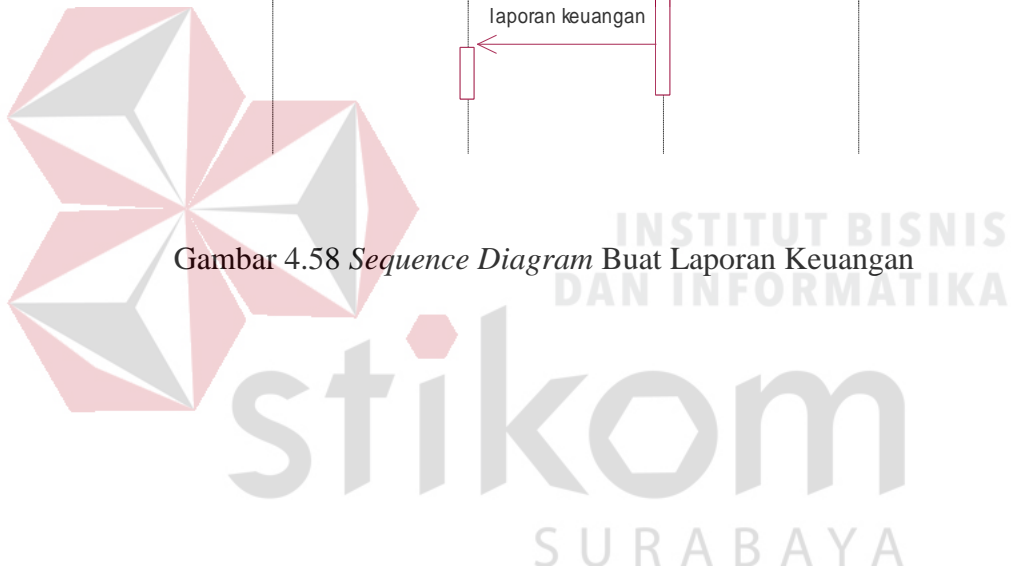 laporan keuangan
INSTITUT BISNIS
Gambar 4.58 Sequence Diagram Buat Laporan Keuangan
DAN INFORMATIKA
stikom
SURABAYA